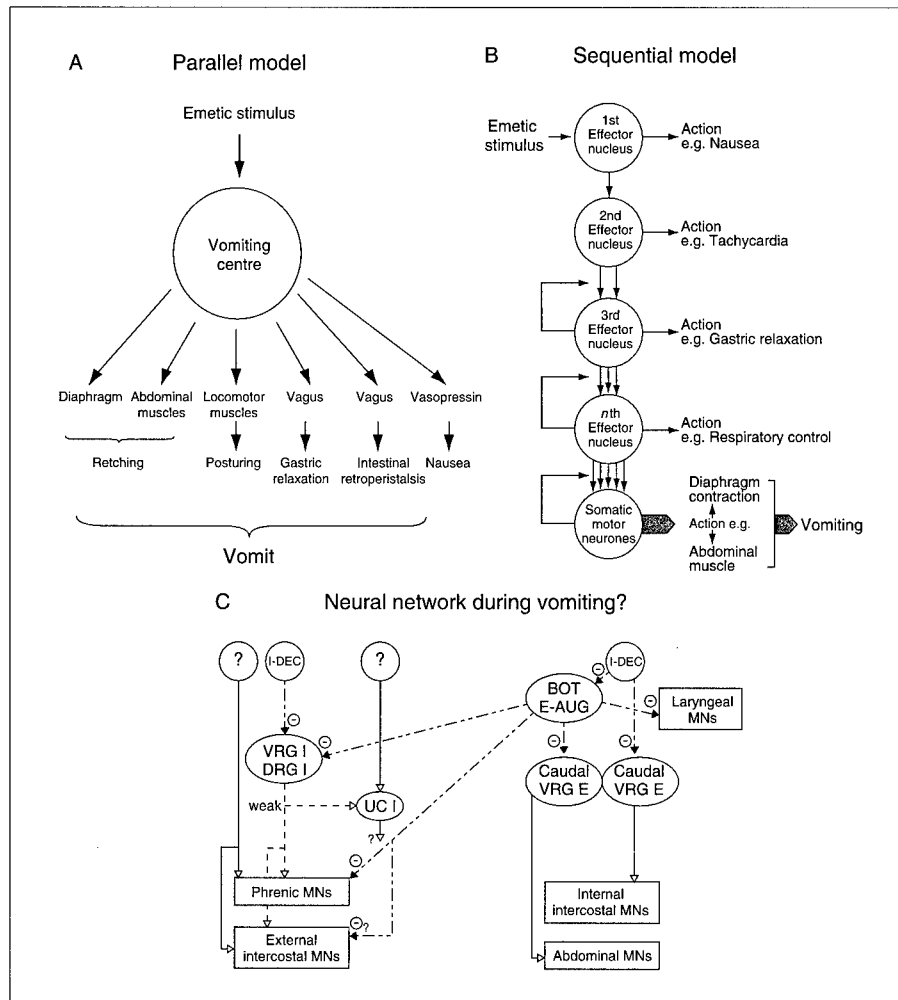 A
Parallel model
Emetic stimulus
Vomiting
centre
Diaphragm
Abdominal
muscles
Locomotor
muscles
Vagus
Vagus
Vasopressin
Retching
Posturing
Gastric
relaxation
Intestinal
retroperistalsis
Nausea
Vomit
B
Sequential model
Emetic
stimulus
1st
Effector
nucleus
Action
e.g. Nausea
2nd
Effector
nucleus
Action
e.g. Tachycardia
3rd
Effector
nucleus
Action
e.g. Gastric relaxation
nth
Effector
nucleus
Action
e.g. Respiratory control
Somatic
motor
neurones
Diaphragm
contraction
Action e.g.
Abdominal
muscle
Vomiting
C
Neural network during vomiting?
?
I-DEC
?
I-DEC
⊖
BOT
E-AUG
⊖
Laryngeal
MNs
⊖
VRG I
DRG I
⊖
⊖
Caudal
VRG E
⊖
Caudal
VRG E
weak
UC I
?
⊖
Phrenic MNs
⊖?
External
intercostal MNs
Internal
intercostal MNs
Abdominal MNs